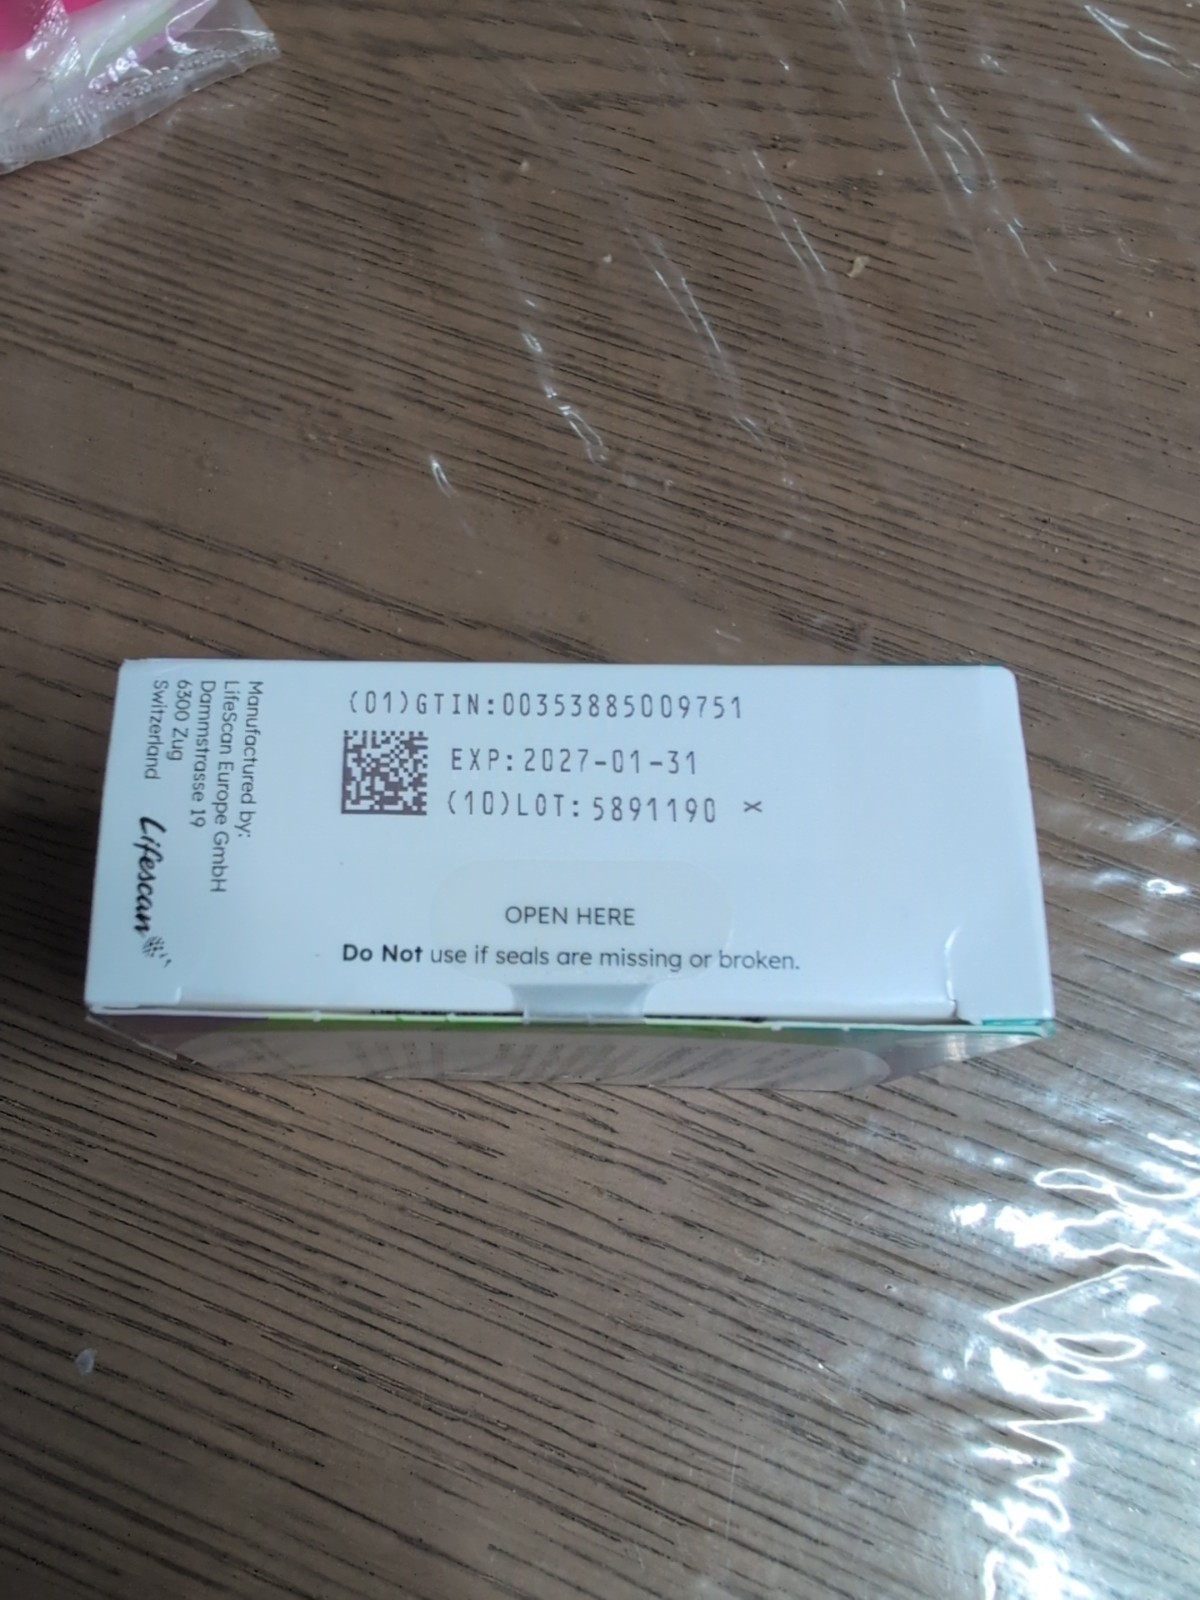 (01)GTIN:00353885009751
EXP:2027-01-31
(10)LOT:5891190 ×
OPEN HERE
Do Not use if seals are missing or broken.
Manufactured by:
LifeScan Europe GmbH
Dammstrasse 19
6300 Zug
Switzerland
Lifescan